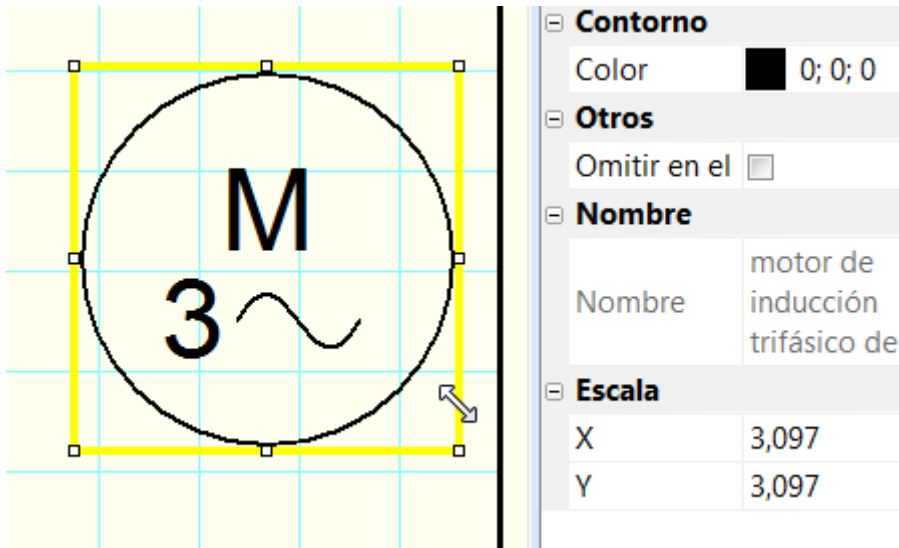 M
3
Contorno
Color 0; 0; 0
Otros
Omitir en el
Nombre
Nombre motor de
inducción
trifásico de
Escala
X 3,097
Y 3,097